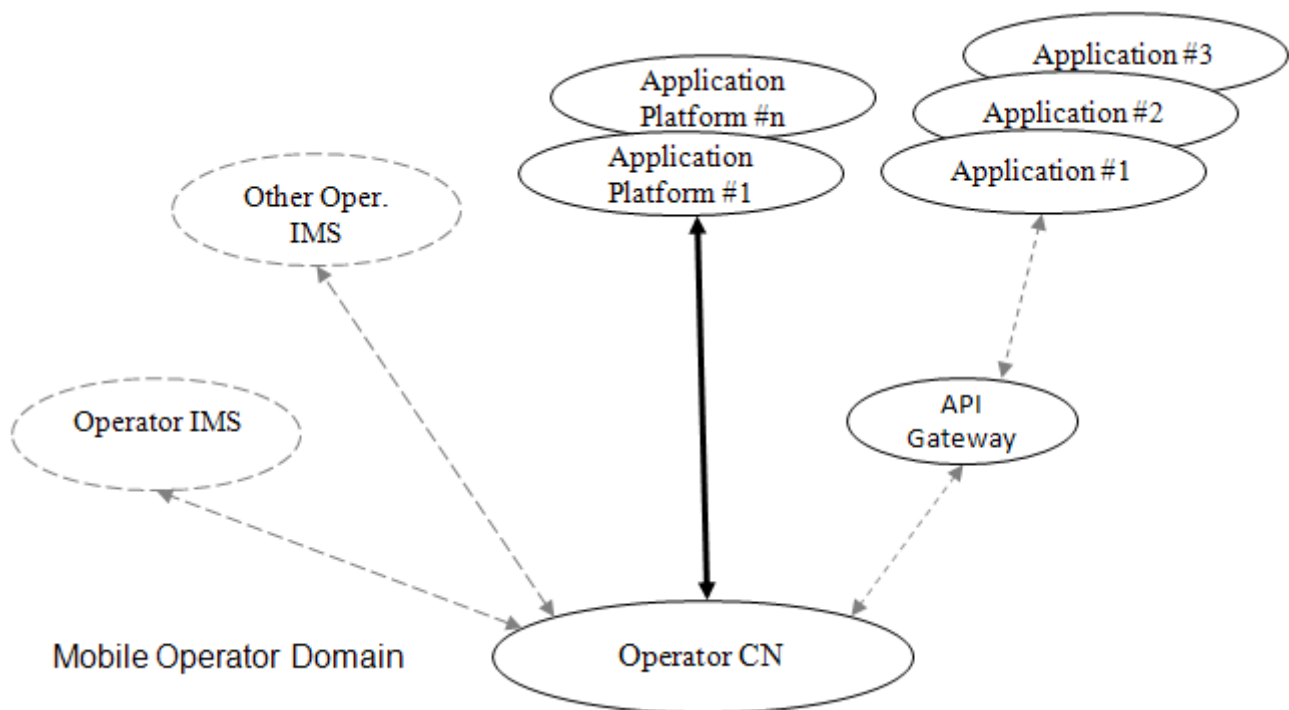 Application #3
Application
Platform #n
Application #2
Application
Platform #1
Application #1
Other Oper.
IMS
Operator IMS
API
Gateway
Mobile Operator Domain
Operator CN